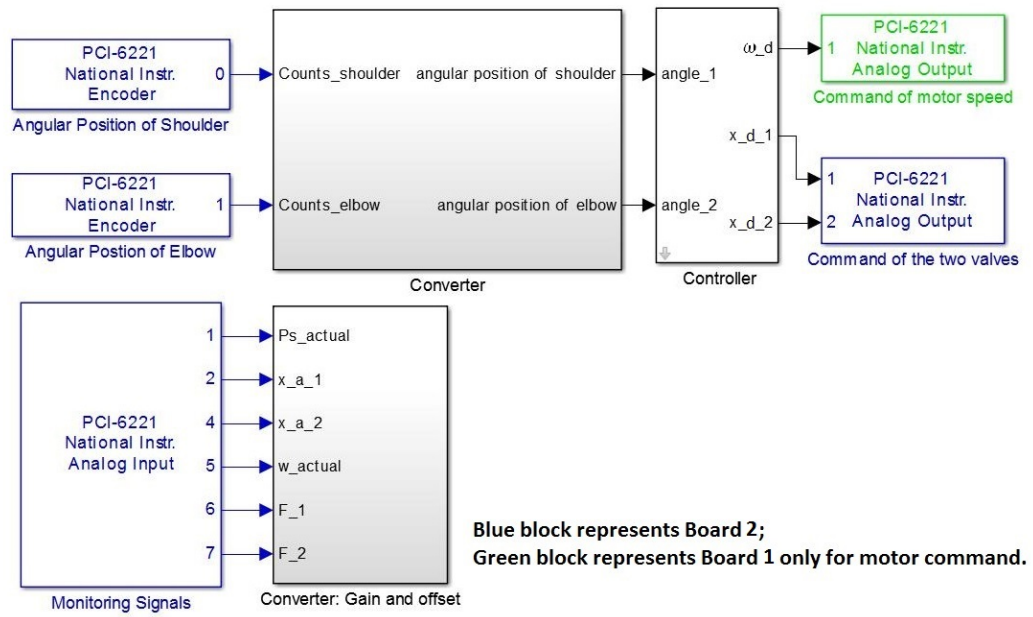 PCI-6221
National Instr.
Encoder
0
Angular Position of Shoulder
PCI-6221
National Instr.
Encoder
1
Angular Postion of Elbow
Counts_shoulder
angular position of shoulder
Counts_elbow
angular position of elbow
Converter
angle_1
angle_2
ω_d
x_d_1
x_d_2
Controller
1
PCI-6221
National Instr.
Analog Output
Command of motor speed
1
2
PCI-6221
National Instr.
Analog Output
Command of the two valves
PCI-6221
National Instr.
Analog Input
1
2
4
5
6
7
Monitoring Signals
Ps_actual
x_a_1
x_a_2
w_actual
F_1
F_2
Converter: Gain and offset
Blue block represents Board 2;
Green block represents Board 1 only for motor command.